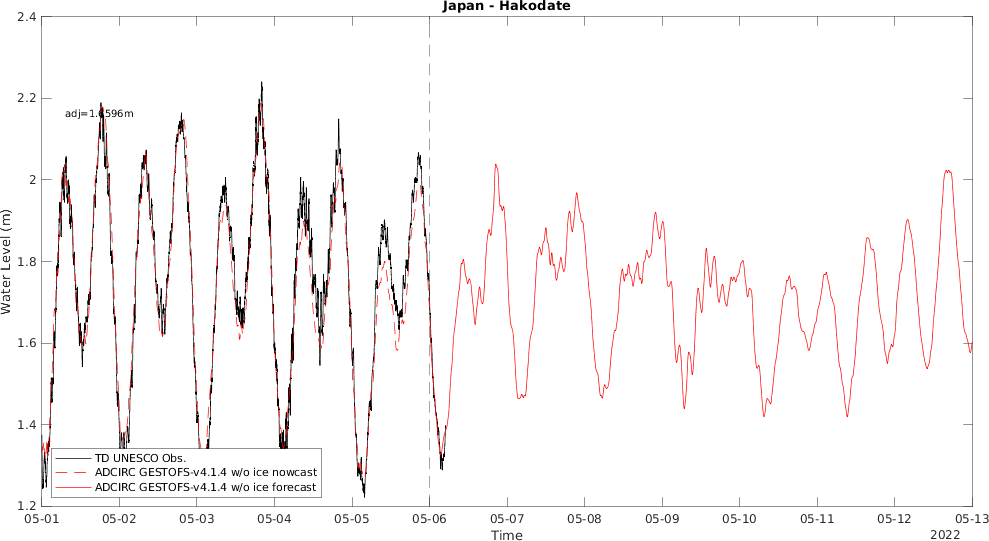 Japan - Hakodate
2.4
2.2
2
1.8
1.6
1.4
1.2
Water Level (m)
adj=1.0596m
TD UNESCO Obs.
ADCIRC GESTOFS-v4.1.4 w/o ice nowcast
ADCIRC GESTOFS-v4.1.4 w/o ice forecast
05-01 05-02 05-03 05-04 05-05 05-06 05-07 05-08 05-09 05-10 05-11 05-12 05-13
Time
2022